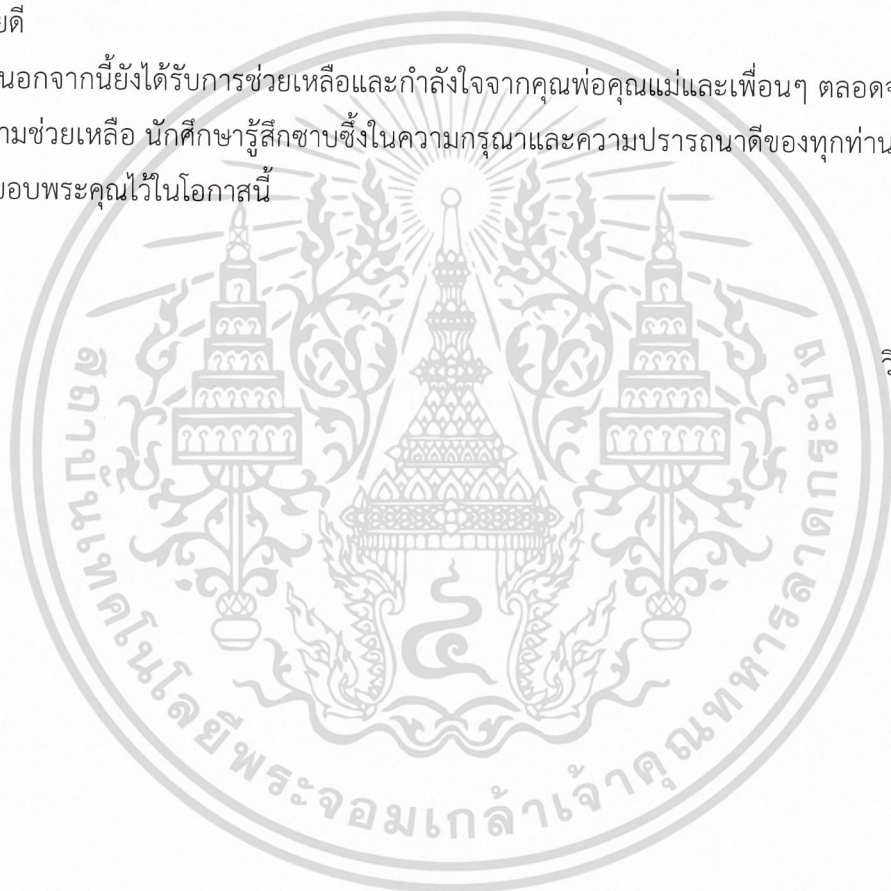 ยดี
นอกจากนี้ยังได้รับการช่วยเหลือและกำลังใจจากคุณพ่อคุณแม่และเพื่อนๆ ตลอดจ
ามช่วยเหลือ นักศึกษารู้สึกซาบซึ้งในความกรุณาและความปรารถนาดีของทุกท่าน
ขอบพระคุณไว้ในโอกาสนี้
วิ
สถาบันเทคโนโลยีพระจอมเกล้าเจ้าคุณทหารลาดกระบัง
๔